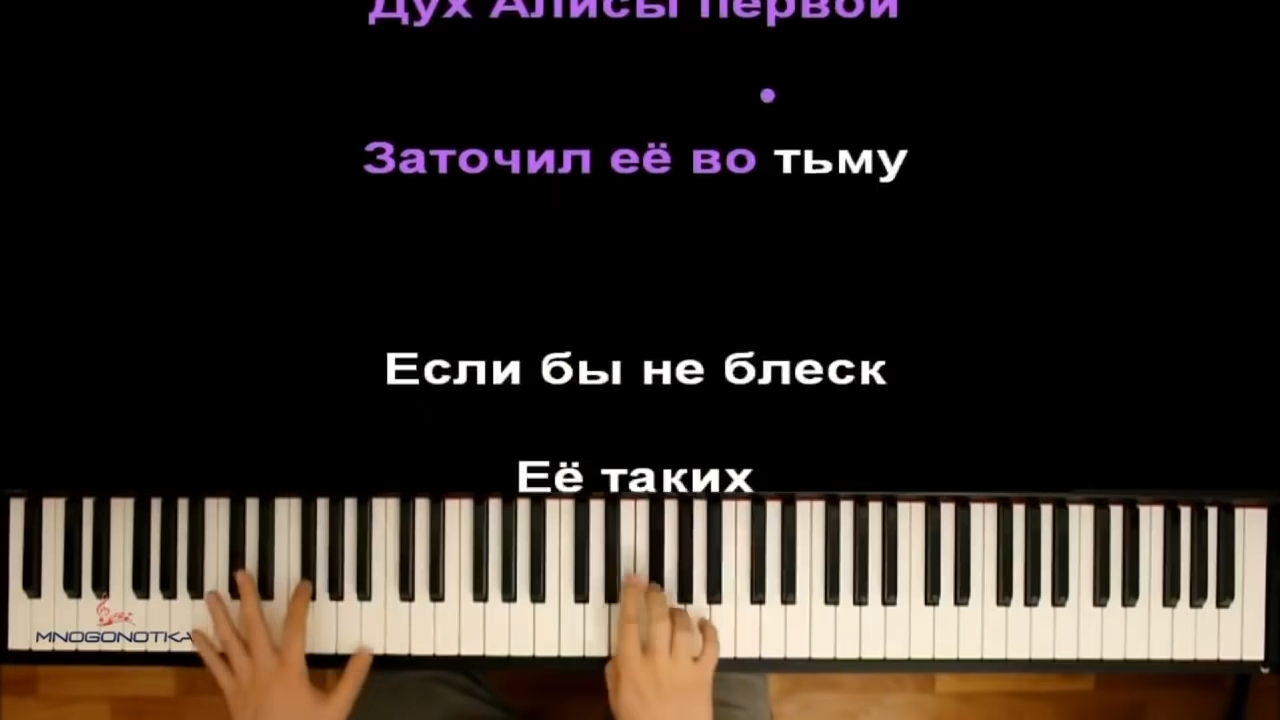 Дух Алисы первой
Заточил её во тьму
Если бы не блеск
Её таких
MNOGONOTKA